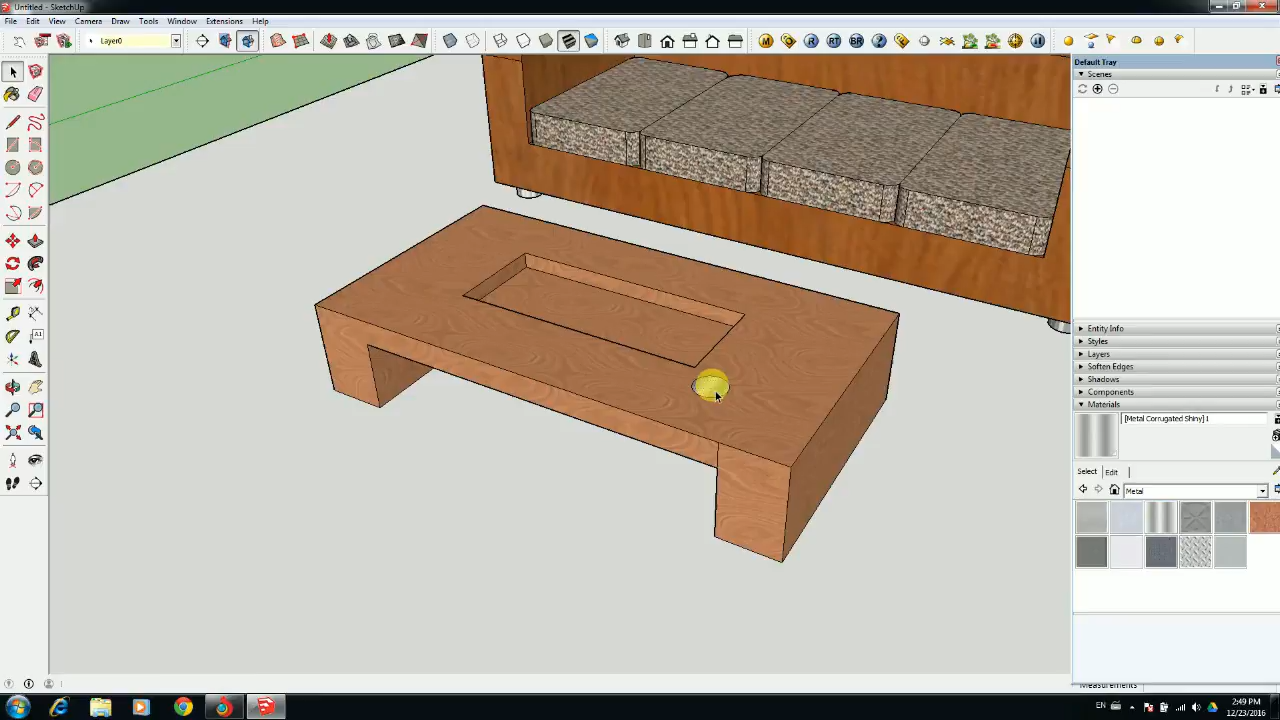 Untitled - SketchUp
File Edit View Camera Draw Tools Window Extensions Help
Layer0
M R RT BR
Default Tray
Scenes
Entity Info
Styles
Layers
Soften Edges
Shadows
Components
Materials
[Metal Corrugated Shiny]1
Select Edit
Metal
Measurements
EN
2:49 PM
12/23/2016